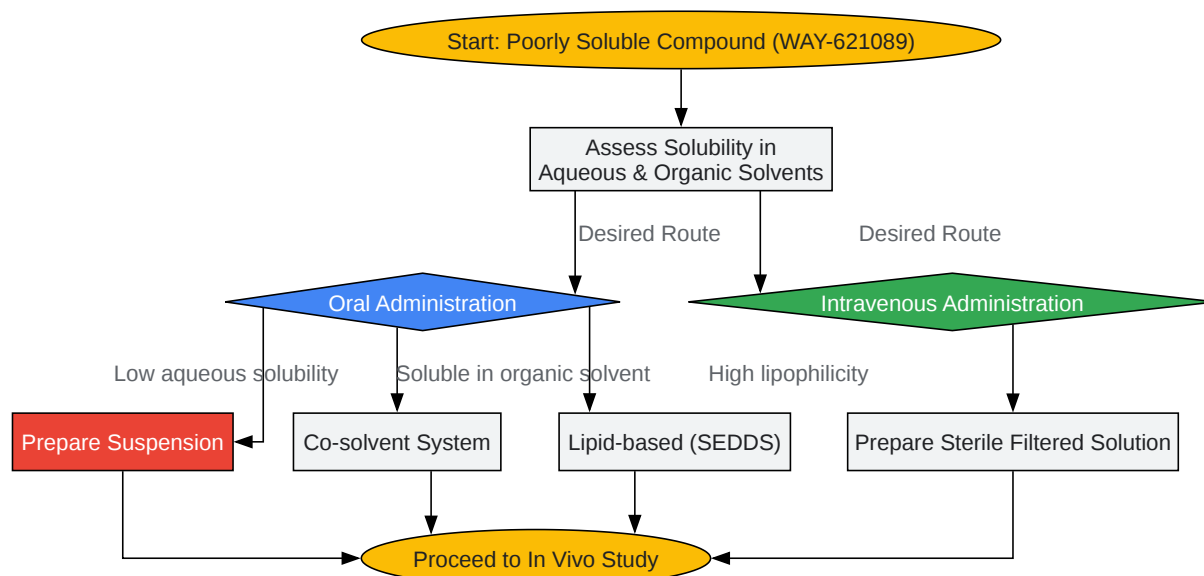 Start: Poorly Soluble Compound (WAY-621089)
Assess Solubility in
Aqueous & Organic Solvents
Desired Route
Desired Route
Oral Administration
Intravenous Administration
Low aqueous solubility
Soluble in organic solvent
High lipophilicity
Prepare Suspension
Co-solvent System
Lipid-based (SEDDS)
Prepare Sterile Filtered Solution
Proceed to In Vivo Study